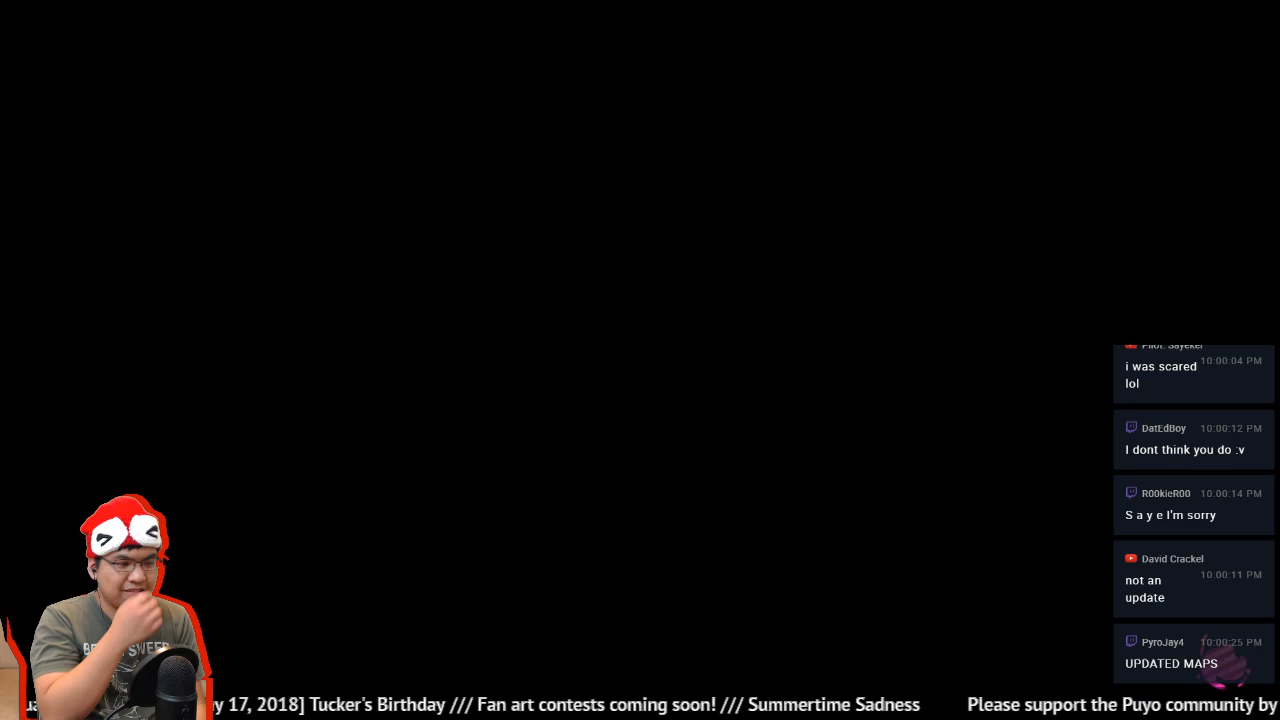 Pilot. Sayekel
10:00:04 PM
i was scared
lol
DatEdBoy 10:00:12 PM
I dont think you do :v
R00kieR00 10:00:14 PM
S a y e I'm sorry
David Crackel
10:00:11 PM
not an
update
PyroJay4 10:00:25 PM
UPDATED MAPS
y 17, 2018] Tucker's Birthday /// Fan art contests coming soon! /// Summertime Sadness Please support the Puyo community by